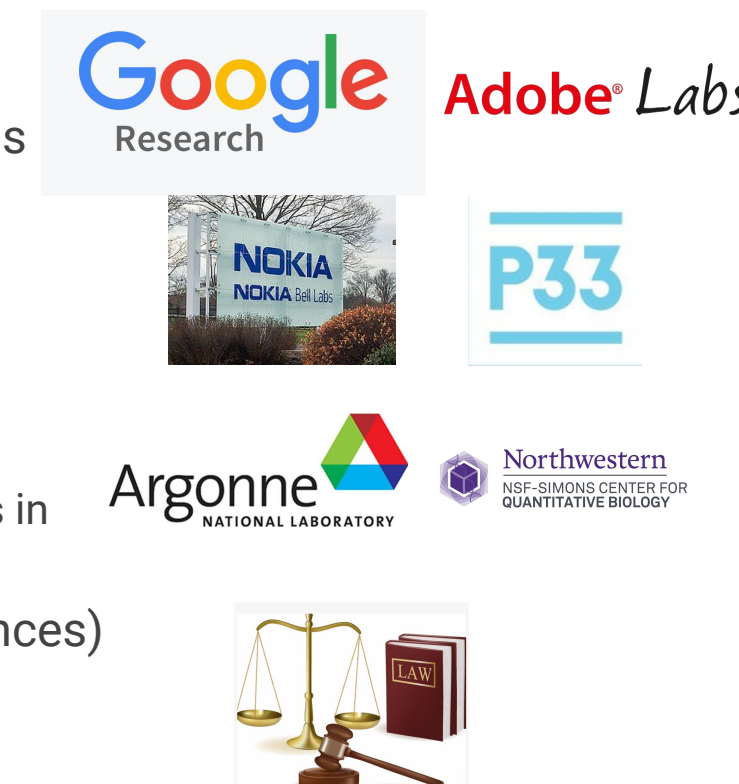 Google
Research
Adobe® Labs
s
NOKIA
NOKIA Bell Labs
P33
Argonne
NATIONAL LABORATORY
Northwestern
NSF-SIMONS CENTER FOR
QUANTITATIVE BIOLOGY
s in
nces)
LAW